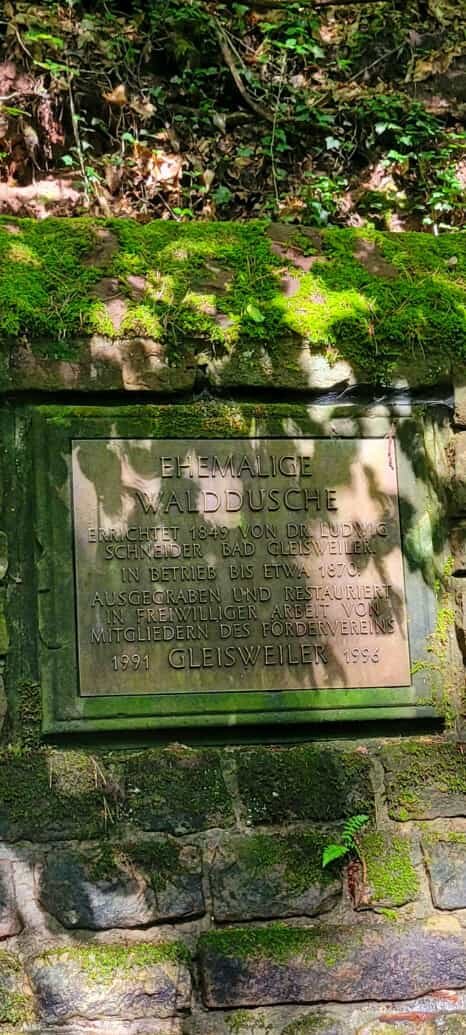 EHEMALIGE
WALDDUSCHE
ERRICHTET 1849 VON DR. LUDWIG
SCHNEIDER BAD GLEISWEILER.
IN BETRIEB BIS ETWA 1870.
AUSGEGRABEN UND RESTAURIERT
IN FREIWILLIGER ARBEIT VON
MITGLIEDERN DES FÖRDERVEREINS
1991 GLEISWEILER 1996